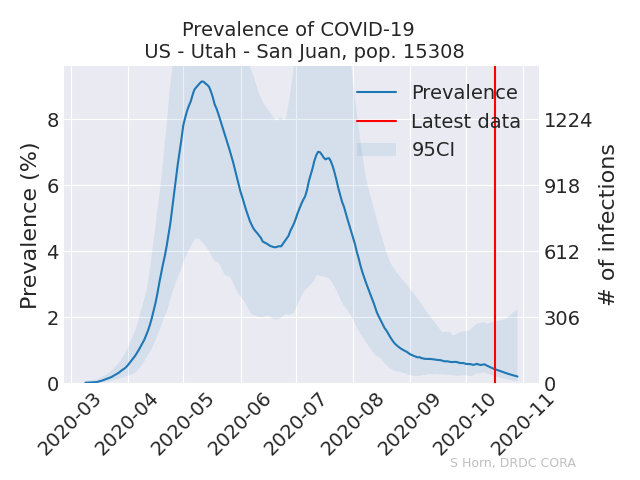 Prevalence of COVID-19
US - Utah - San Juan, pop. 15308
Prevalence
Latest data
95CI
Prevalence (%)
8
6
4
2
0
1224
918
612
306
0
# of infections
2020-03
2020-04
2020-05
2020-06
2020-07
2020-08
2020-09
2020-10
2020-11
S Horn, DRDC CORA